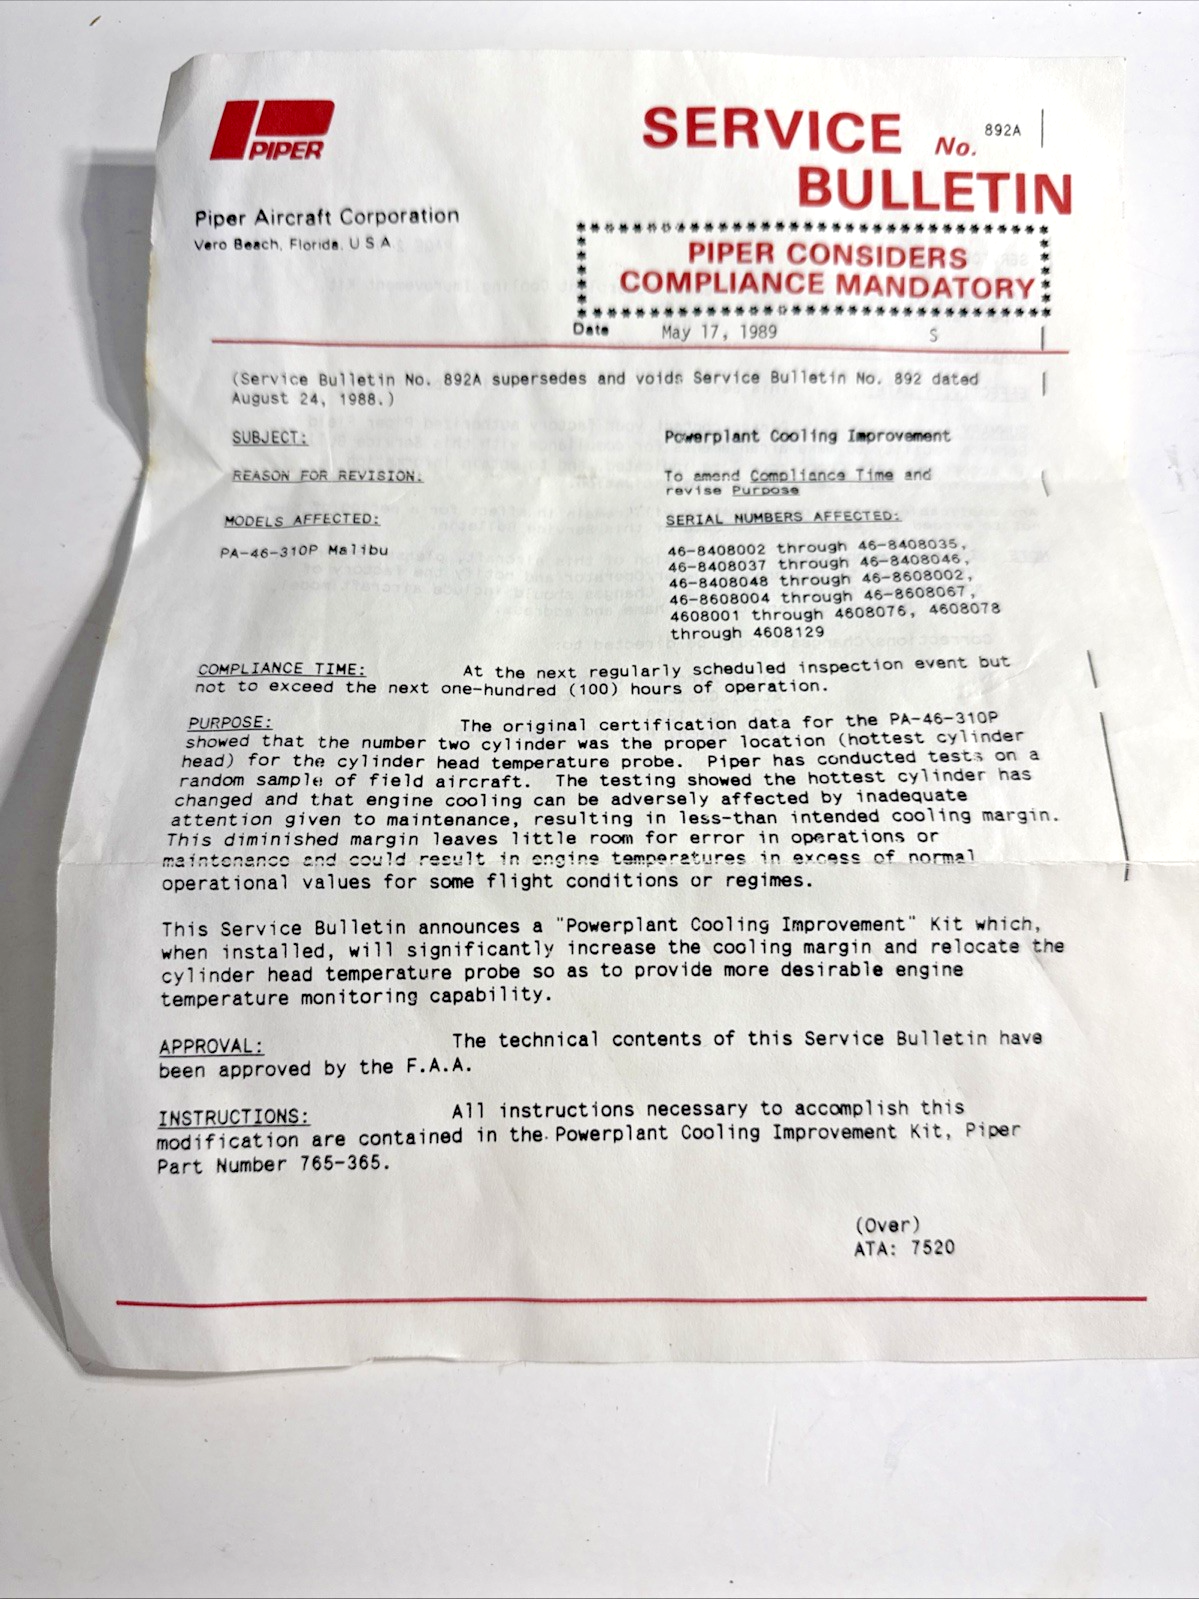 PIPER
SERVICE No. 892A
BULLETIN
Piper Aircraft Corporation
Vero Beach, Florida, U S A
PIPER CONSIDERS
COMPLIANCE MANDATORY
Date May 17, 1989 S
(Service Bulletin No. 892A supersedes and voids Service Bulletin No. 892 dated
August 24, 1988.)
SUBJECT: Powerplant Cooling Improvement
REASON FOR REVISION: To amend Compliance Time and
revise Purpose
MODELS AFFECTED: SERIAL NUMBERS AFFECTED:
PA-46-310P Malibu 46-8408002 through 46-8408035,
46-8408037 through 46-8408046,
46-8408048 through 46-8608002,
46-8608004 through 46-8608067,
4608001 through 4608076, 4608078
through 4608129
COMPLIANCE TIME: At the next regularly scheduled inspection event but
not to exceed the next one-hundred (100) hours of operation.
PURPOSE: The original certification data for the PA-46-310P
showed that the number two cylinder was the proper location (hottest cylinder
head) for the cylinder head temperature probe. Piper has conducted tests on a
random sample of field aircraft. The testing showed the hottest cylinder has
changed and that engine cooling can be adversely affected by inadequate
attention given to maintenance, resulting in less-than intended cooling margin.
This diminished margin leaves little room for error in operations or
maintenance and could result in engine temperatures in excess of normal
operational values for some flight conditions or regimes.
This Service Bulletin announces a "Powerplant Cooling Improvement" Kit which,
when installed, will significantly increase the cooling margin and relocate the
cylinder head temperature probe so as to provide more desirable engine
temperature monitoring capability.
APPROVAL: The technical contents of this Service Bulletin have
been approved by the F.A.A.
INSTRUCTIONS: All instructions necessary to accomplish this
modification are contained in the Powerplant Cooling Improvement Kit, Piper
Part Number 765-365.
(Over)
ATA: 7520